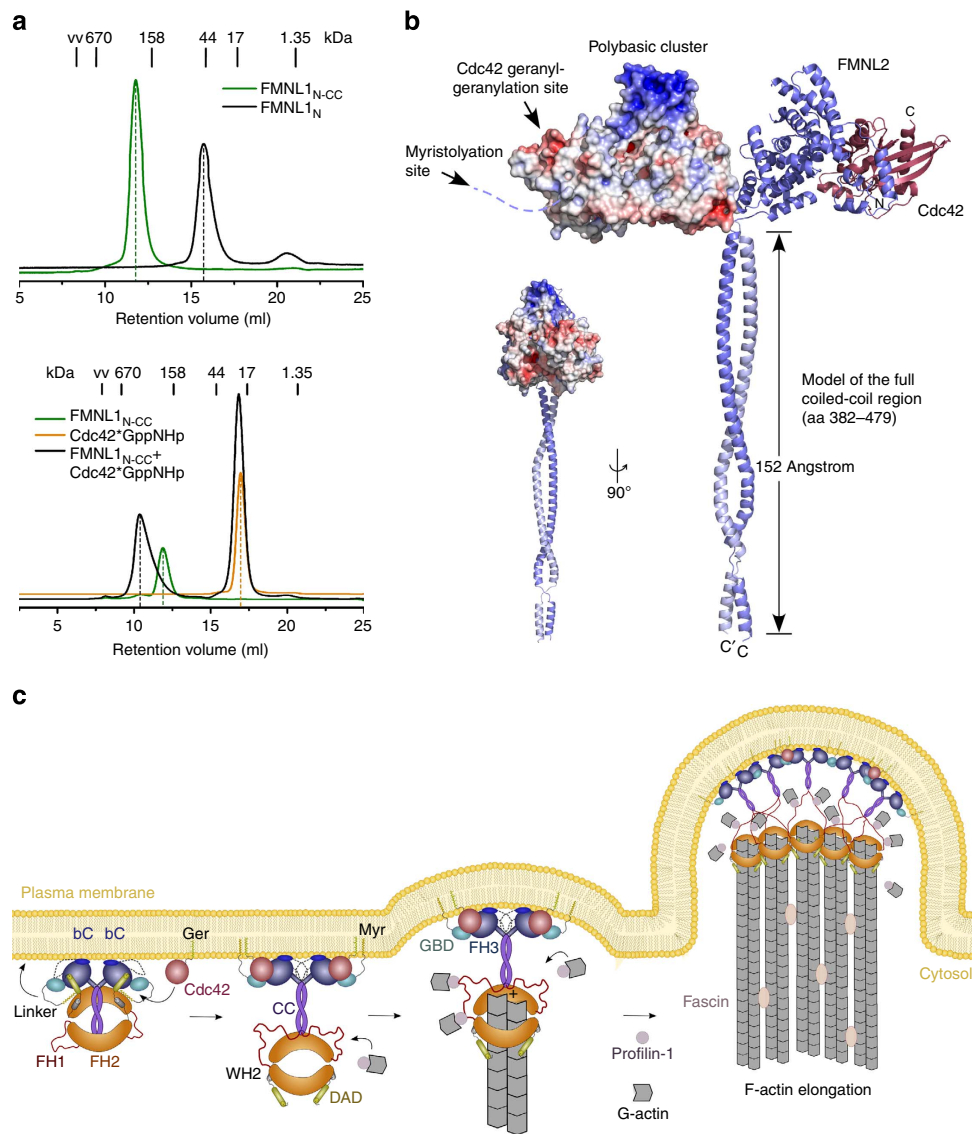 a
vv 670 158 44 17 1.35 kDa
FMNL1N-CC
FMNL1N
5 10 15 20 25
Retention volume (ml)
kDa vv 670 158 44 17 1.35
FMNL1N-CC
Cdc42*GppNHp
FMNL1N-CC+
Cdc42*GppNHp
5 10 15 20 25
Retention volume (ml)
b
Polybasic cluster
Cdc42 geranyl-
geranylation site
Myristolyation
site
FMNL2
C
N
Cdc42
90°
Model of the full
coiled-coil region
(aa 382–479)
152 Angstrom
C' C
c
Plasma membrane
bC bC
Ger
Myr
Linker
Cdc42
FH1
FH2
CC
WH2
DAD
GBD
FH3
+
Profilin-1
G-actin
Fascin
Cytosol
F-actin elongation